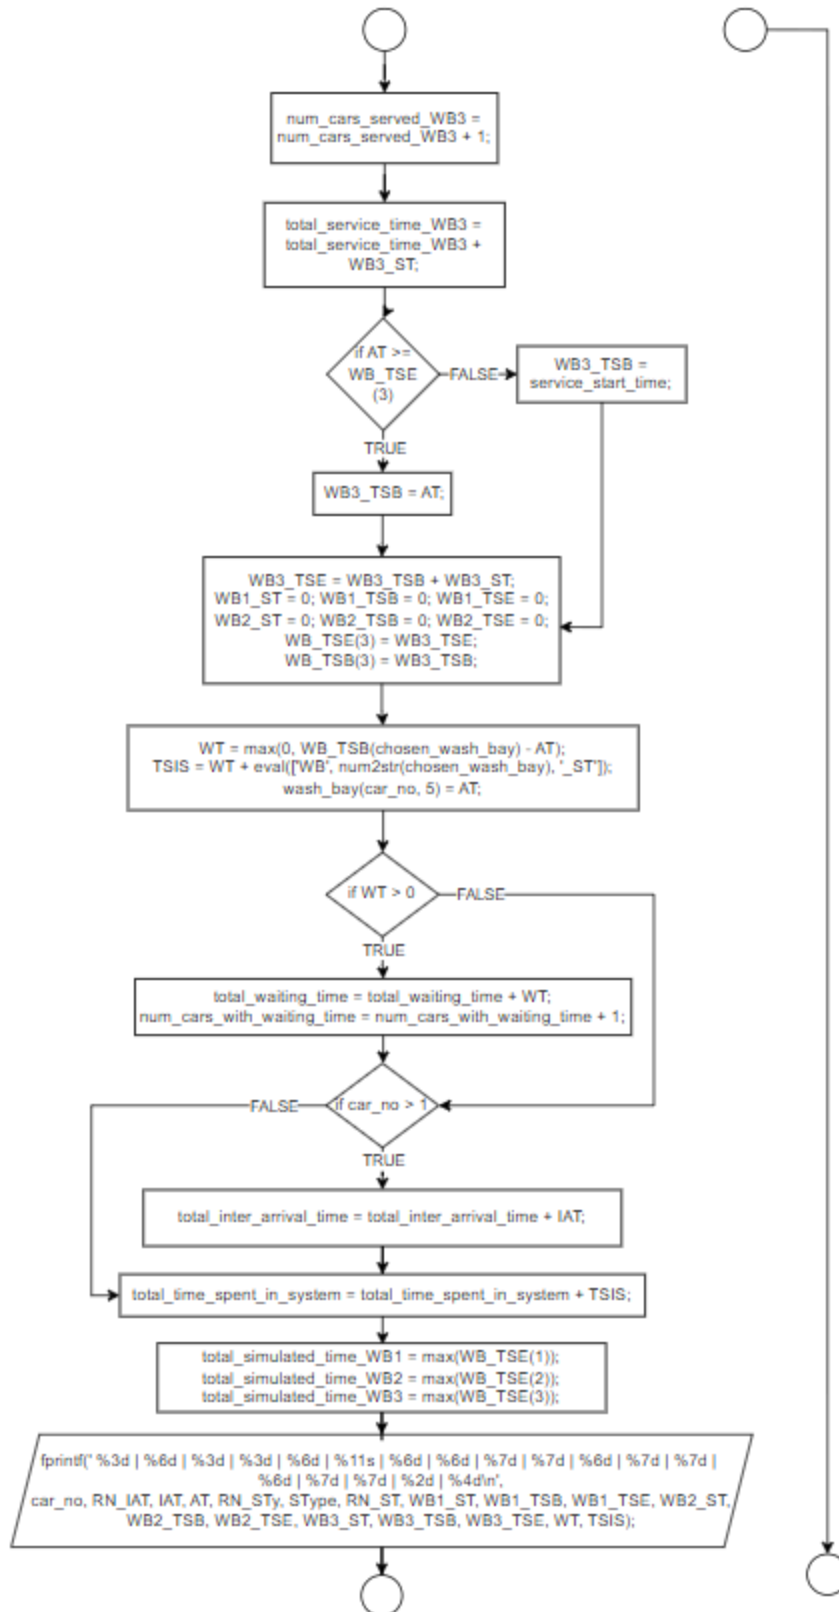 num_cars_served_WB3 =
num_cars_served_WB3 + 1;
total_service_time_WB3 =
total_service_time_WB3 +
WB3_ST;
if AT >=
WB_TSE
(3)
FALSE
WB3_TSB =
service_start_time;
TRUE
WB3_TSB = AT;
WB3_TSE = WB3_TSB + WB3_ST;
WB1_ST = 0; WB1_TSB = 0; WB1_TSE = 0;
WB2_ST = 0; WB2_TSB = 0; WB2_TSE = 0;
WB_TSE(3) = WB3_TSE;
WB_TSB(3) = WB3_TSB;
WT = max(0, WB_TSB(chosen_wash_bay) - AT);
TSIS = WT + eval(['WB', num2str(chosen_wash_bay), '_ST']);
wash_bay(car_no, 5) = AT;
if WT > 0
FALSE
TRUE
total_waiting_time = total_waiting_time + WT;
num_cars_with_waiting_time = num_cars_with_waiting_time + 1;
FALSE
if car_no > 1
TRUE
total_inter_arrival_time = total_inter_arrival_time + IAT;
total_time_spent_in_system = total_time_spent_in_system + TSIS;
total_simulated_time_WB1 = max(WB_TSE(1));
total_simulated_time_WB2 = max(WB_TSE(2));
total_simulated_time_WB3 = max(WB_TSE(3));
fprintf(' %3d | %6d | %3d | %3d | %6d | %11s | %6d | %6d | %7d | %7d | %6d | %7d | %7d |
%6d | %7d | %7d | %2d | %4d\n',
car_no, RN_IAT, IAT, AT, RN_STy, SType, RN_ST, WB1_ST, WB1_TSB, WB1_TSE, WB2_ST,
WB2_TSB, WB2_TSE, WB3_ST, WB3_TSB, WB3_TSE, WT, TSIS);